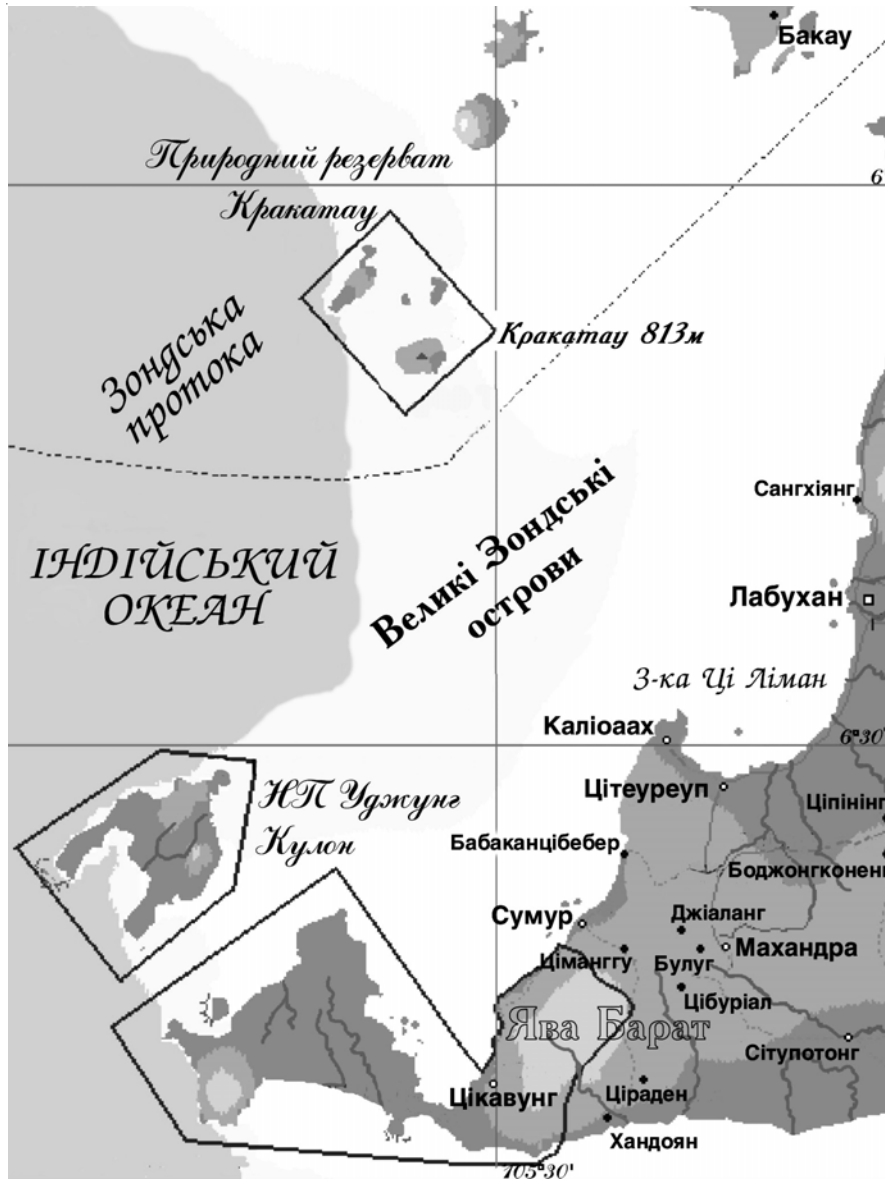 Бакау
Природний резерват
Кракатау
6
Кракатау 813м
Зондська
протока
Сангхіянг
Великі Зондські
острови
ІНДІЙСЬКИЙ
ОКЕАН
Лабухан
З-ка Ці Ліман
Каліоаах
6°30'
Цітеуреуп
НП Уджунг
Кулон
Ціпінінг
Бабаканцібебер
Боджонгконенг
Сумур
Джіаланг
Цімангту
Булуг
Махандра
Цібуріал
Ява Барат
Сітупотонг
Цікавунг
Ціраден
Хандоян
105°30'